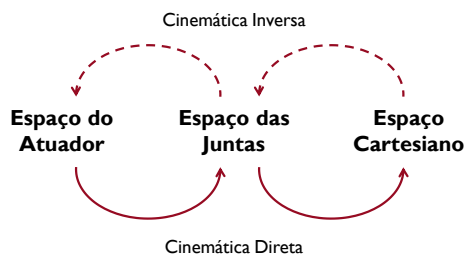 Cinemática Inversa
Espaço do
Atuador
Espaço das
Juntas
Espaço
Cartesiano
Cinemática Direta